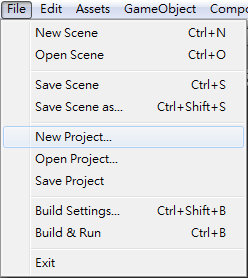 File Edit Assets GameObject Compo
New Scene Ctrl+N
Open Scene Ctrl+O
Save Scene Ctrl+S
Save Scene as... Ctrl+Shift+S
New Project...
Open Project...
Save Project
Build Settings... Ctrl+Shift+B
Build & Run Ctrl+B
Exit